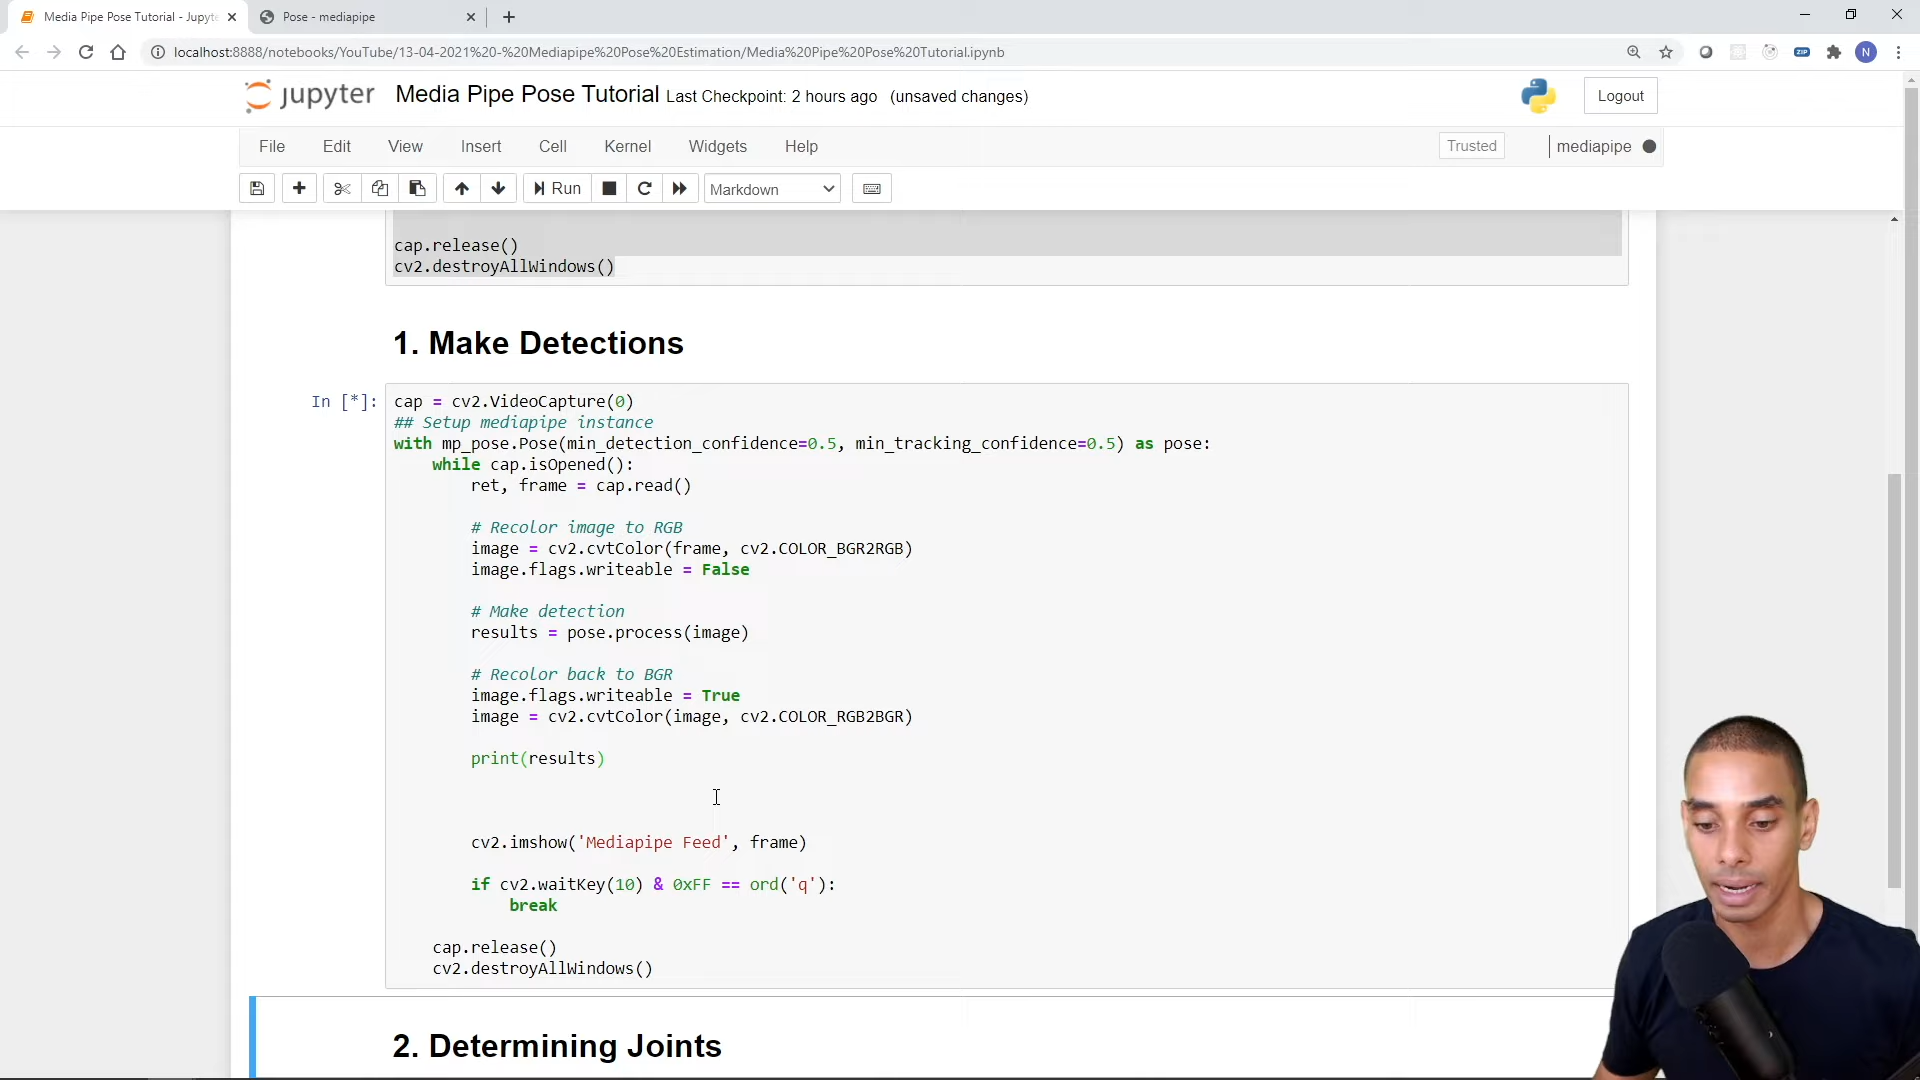 Media Pipe Pose Tutorial - Jupyte
Pose - mediapipe
localhost:8888/notebooks/YouTube/13-04-2021%20-%20Mediapipe%20Pose%20Estimation/Media%20Pipe%20Pose%20Tutorial.ipynb
ZIP
N
jupyter Media Pipe Pose Tutorial Last Checkpoint: 2 hours ago (unsaved changes)
Logout
File Edit View Insert Cell Kernel Widgets Help
Trusted
mediapipe
Run
Markdown
cap.release()
cv2.destroyAllWindows()
1. Make Detections
In [*]:
cap = cv2.VideoCapture(0)
## Setup mediapipe instance
with mp_pose.Pose(min_detection_confidence=0.5, min_tracking_confidence=0.5) as pose:
    while cap.isOpened():
        ret, frame = cap.read()
        # Recolor image to RGB
        image = cv2.cvtColor(frame, cv2.COLOR_BGR2RGB)
        image.flags.writeable = False
        # Make detection
        results = pose.process(image)
        # Recolor back to BGR
        image.flags.writeable = True
        image = cv2.cvtColor(image, cv2.COLOR_RGB2BGR)
        print(results)
        cv2.imshow('Mediapipe Feed', frame)
        if cv2.waitKey(10) & 0xFF == ord('q'):
            break
    cap.release()
    cv2.destroyAllWindows()
2. Determining Joints